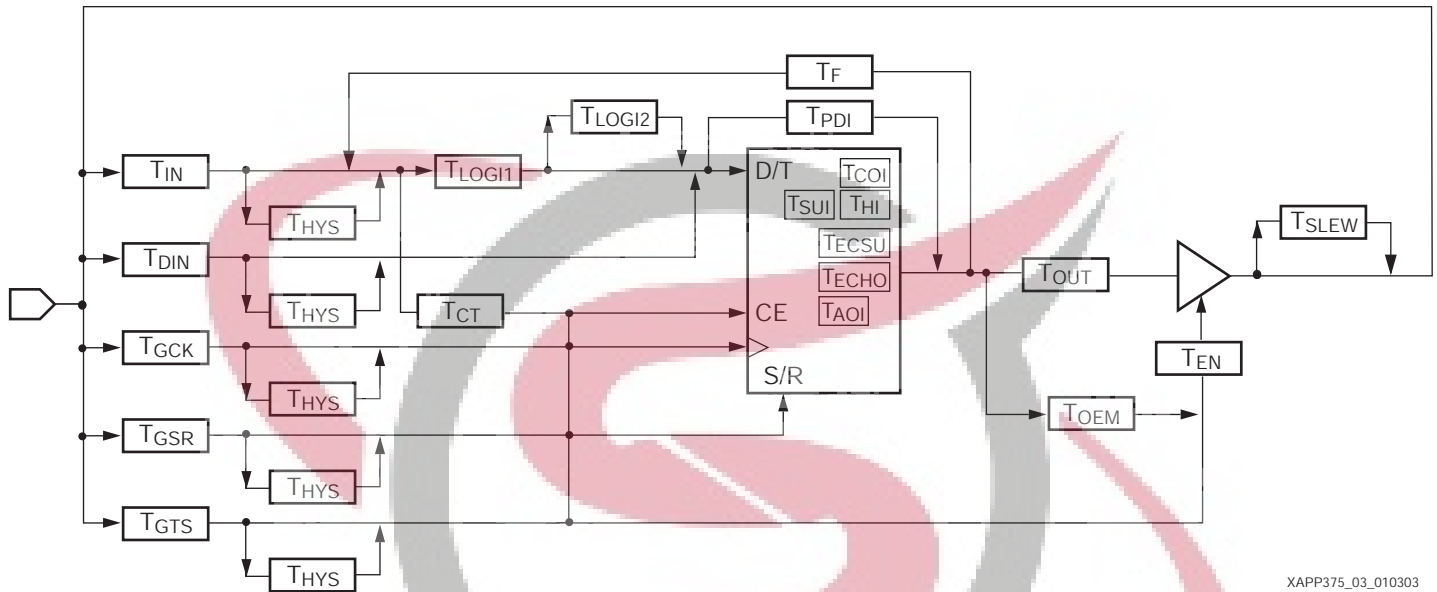 TF
TLOGI2
TPDI
TIN
TLOGI1
D/T
TCOI
TSUI
THI
THYS
TSLEW
TECSU
TDIN
TECHO
TOUT
THYS
TCT
CE
TAOI
TGCK
TEN
S/R
THYS
TOEM
TGSR
THYS
TGTS
THYS
XAPP375_03_010303